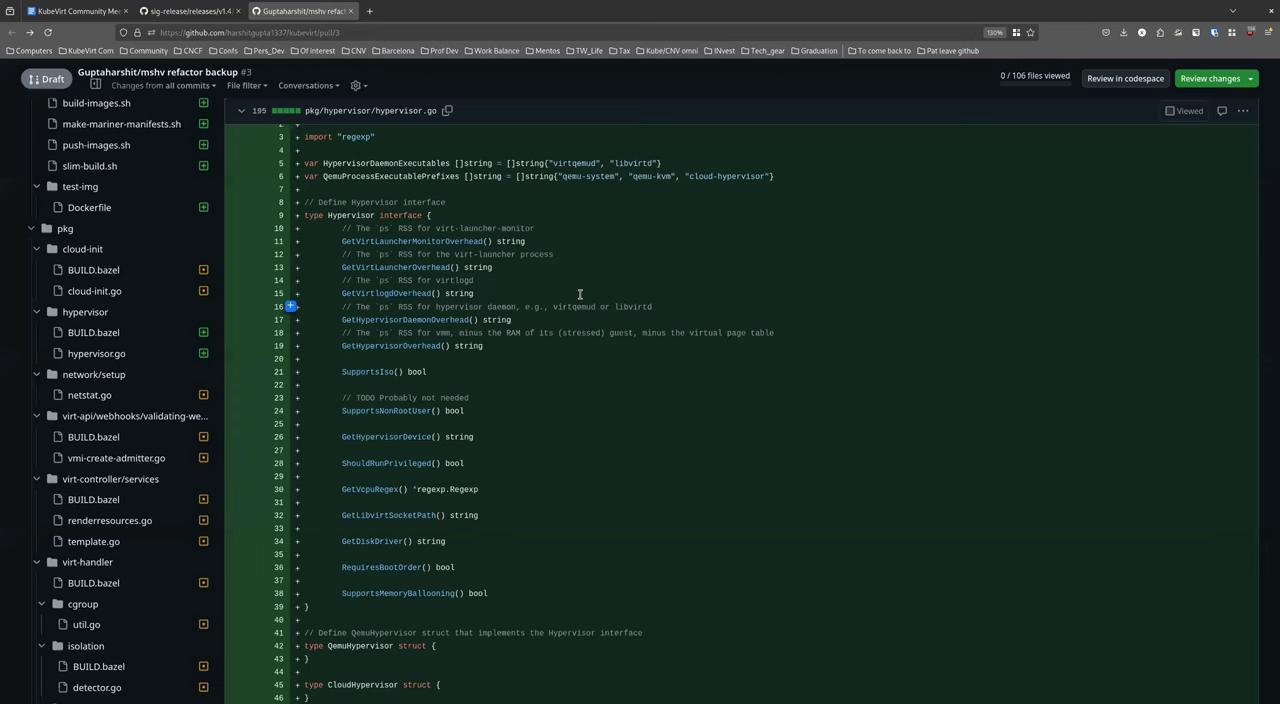 KubeVirt Community Mee
sig-release/releases/v1.4
Guptaharshit/mshv refac
https://github.com/harshitgupta1337/kubevirt/pull/3
130%
Computers
KubeVirt Com
Community
CNCF
Confs
Pers_Dev
Of interest
CNV
Barcelona
Prof Dev
Work Balance
Mentos
TW_Life
Tax
Kube/CNV omni
INvest
Tech_gear
Graduation
To come back to
Pat leave github
Draft
Guptaharshit/mshv refactor backup #3
Changes from all commits
File filter
Conversations
0 / 106 files viewed
Review in codespace
Review changes
build-images.sh
make-mariner-manifests.sh
push-images.sh
slim-build.sh
test-img
Dockerfile
pkg
cloud-init
BUILD.bazel
cloud-init.go
hypervisor
BUILD.bazel
hypervisor.go
network/setup
netstat.go
virt-api/webhooks/validating-we...
BUILD.bazel
vmi-create-admitter.go
virt-controller/services
BUILD.bazel
renderresources.go
template.go
virt-handler
BUILD.bazel
cgroup
util.go
isolation
BUILD.bazel
detector.go
195 pkg/hypervisor/hypervisor.go
Viewed
2 +
3 + import "regexp"
4 +
5 + var HypervisorDaemonExecutables []string = []string{"virtqemud", "libvirtd"}
6 + var QemuProcessExecutablePrefixes []string = []string{"qemu-system", "qemu-kvm", "cloud-hypervisor"}
7 +
8 + // Define Hypervisor interface
9 + type Hypervisor interface {
10 + // The `ps` RSS for virt-launcher-monitor
11 + GetVirtLauncherMonitorOverhead() string
12 + // The `ps` RSS for the virt-launcher process
13 + GetVirtLauncherOverhead() string
14 + // The `ps` RSS for virtlogd
15 + GetVirtlogdOverhead() string
16 + // The `ps` RSS for hypervisor daemon, e.g., virtqemud or libvirtd
17 + GetHypervisorDaemonOverhead() string
18 + // The `ps` RSS for vmm, minus the RAM of its (stressed) guest, minus the virtual page table
19 + GetHypervisorOverhead() string
20 +
21 + SupportsIso() bool
22 +
23 + // TODO Probably not needed
24 + SupportsNonRootUser() bool
25 +
26 + GetHypervisorDevice() string
27 +
28 + ShouldRunPrivileged() bool
29 +
30 + GetVcpuRegex() *regexp.Regexp
31 +
32 + GetLibvirtSocketPath() string
33 +
34 + GetDiskDriver() string
35 +
36 + RequiresBootOrder() bool
37 +
38 + SupportsMemoryBallooning() bool
39 + }
40 +
41 + // Define QemuHypervisor struct that implements the Hypervisor interface
42 + type QemuHypervisor struct {
43 + }
44 +
45 + type CloudHypervisor struct {
46 + }